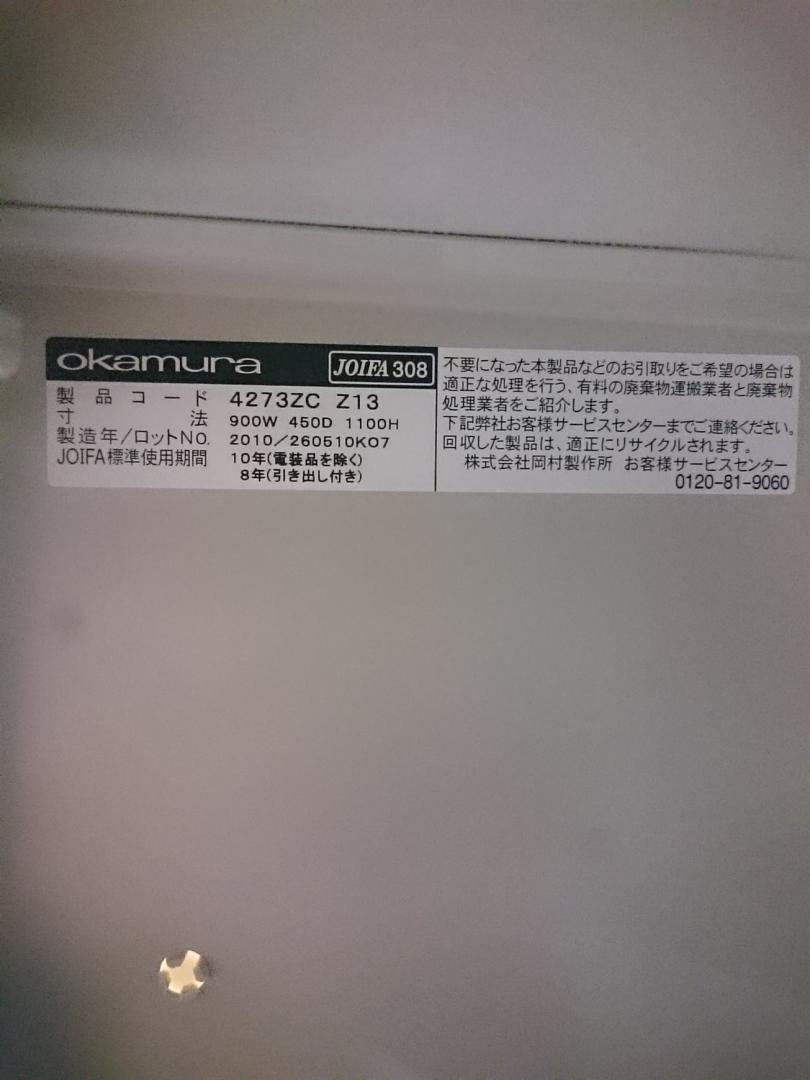 okamura JOIFA 308
製品コード 4273ZC Z13
寸法 900W 450D 1100H
製造年/ロットNo. 2010/260510K07
JOIFA標準使用期間 10年(電装品を除く)
8年(引き出し付き)
不要になった本製品などのお引取りをご希望の場合は
適正な処理を行う、有料の廃棄物運搬業者と廃棄物
処理業者をご紹介します。
下記弊社お客様サービスセンターまでご連絡ください。
回収した製品は、適正にリサイクルされます。
株式会社岡村製作所 お客様サービスセンター
0120-81-9060